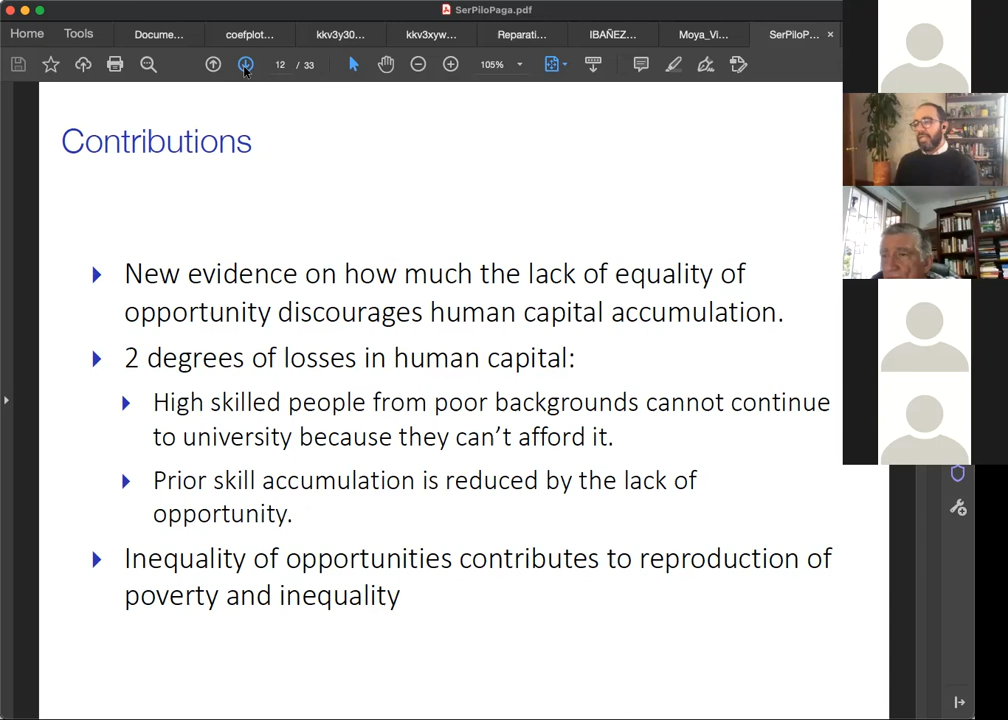 SerPiloPaga.pdf
Home Tools Docume... coefplot... kkv3y30... kkv3xyw... Reparati... IBAÑEZ... Moya_Vi... SerPiloP... ×
12 / 33 105%
Contributions
New evidence on how much the lack of equality of
opportunity discourages human capital accumulation.
2 degrees of losses in human capital:
High skilled people from poor backgrounds cannot continue
to university because they can't afford it.
Prior skill accumulation is reduced by the lack of
opportunity.
Inequality of opportunities contributes to reproduction of
poverty and inequality